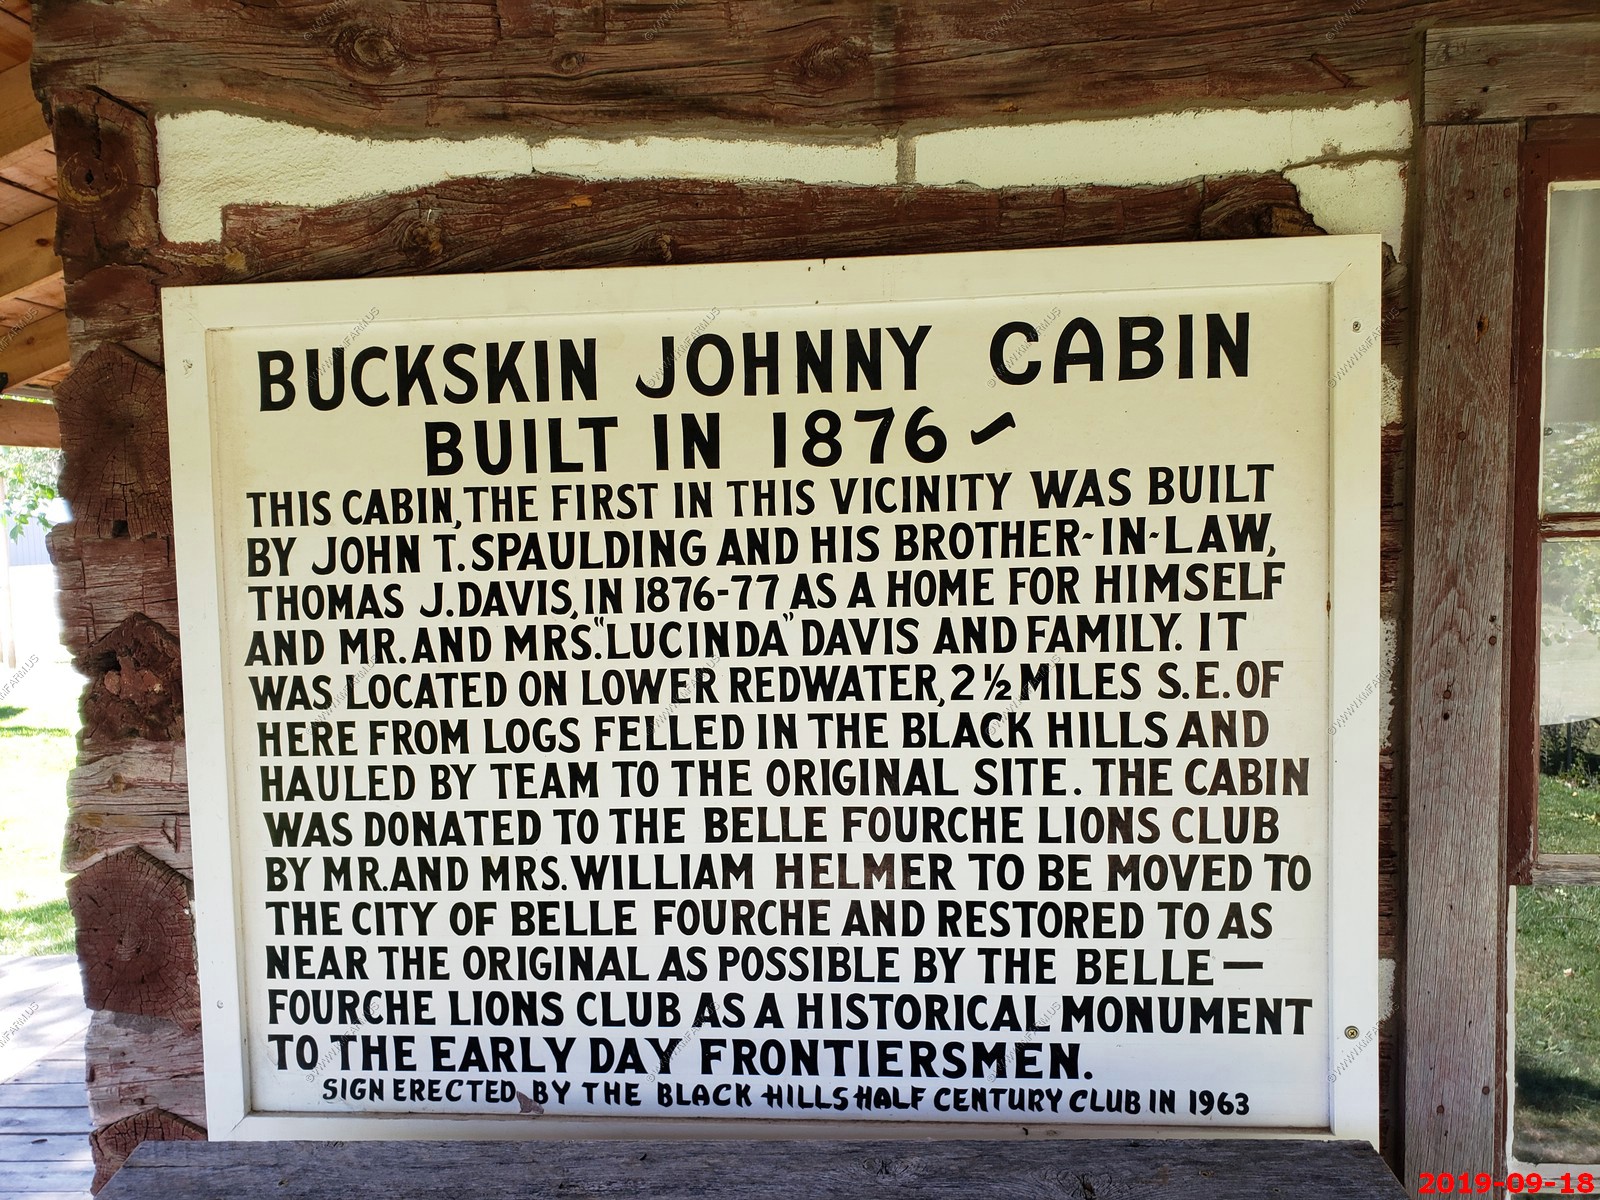 BUCKSKIN JOHNNY CABIN
BUILT IN 1876~
THIS CABIN, THE FIRST IN THIS VICINITY WAS BUILT
BY JOHN T. SPAULDING AND HIS BROTHER-IN-LAW,
THOMAS J. DAVIS, IN 1876-77 AS A HOME FOR HIMSELF
AND MR. AND MRS. "LUCINDA" DAVIS AND FAMILY. IT
WAS LOCATED ON LOWER REDWATER, 2 ½ MILES S.E. OF
HERE FROM LOGS FELLED IN THE BLACK HILLS AND
HAULED BY TEAM TO THE ORIGINAL SITE. THE CABIN
WAS DONATED TO THE BELLE FOURCHE LIONS CLUB
BY MR. AND MRS. WILLIAM HELMER TO BE MOVED TO
THE CITY OF BELLE FOURCHE AND RESTORED TO AS
NEAR THE ORIGINAL AS POSSIBLE BY THE BELLE—
FOURCHE LIONS CLUB AS A HISTORICAL MONUMENT
TO THE EARLY DAY FRONTIERSMEN.
SIGN ERECTED BY THE BLACK HILLS HALF CENTURY CLUB IN 1963
2019-09-18